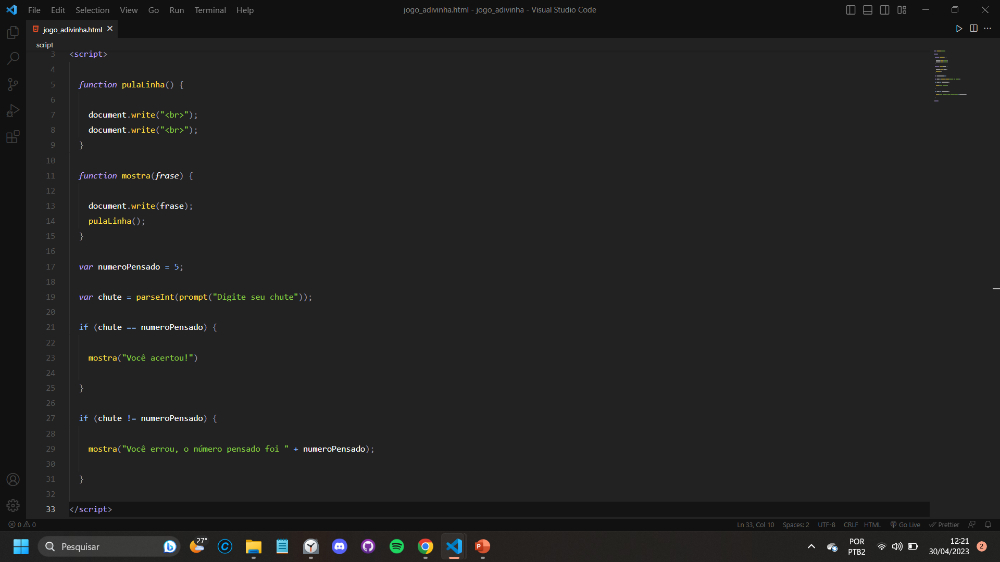 File Edit Selection View Go Run Terminal Help
jogo_adivinha.html - jogo_adivinha - Visual Studio Code
jogo_adivinha.html
script
3 <script>
4
5 function pulaLinha() {
6
7 document.write("<br>");
8 document.write("<br>");
9 }
10
11 function mostra(frase) {
12
13 document.write(frase);
14 pulaLinha();
15 }
16
17 var numeroPensado = 5;
18
19 var chute = parseInt(prompt("Digite seu chute"));
20
21 if (chute == numeroPensado) {
22
23 mostra("Você acertou!")
24
25 }
26
27 if (chute != numeroPensado) {
28
29 mostra("Você errou, o número pensado foi " + numeroPensado);
30
31 }
32
33 </script>
0 0
Ln 33, Col 10 Spaces: 2 UTF-8 CRLF HTML Go Live Prettier
Pesquisar
27°
POR
PTB2
12:21
30/04/2023
2